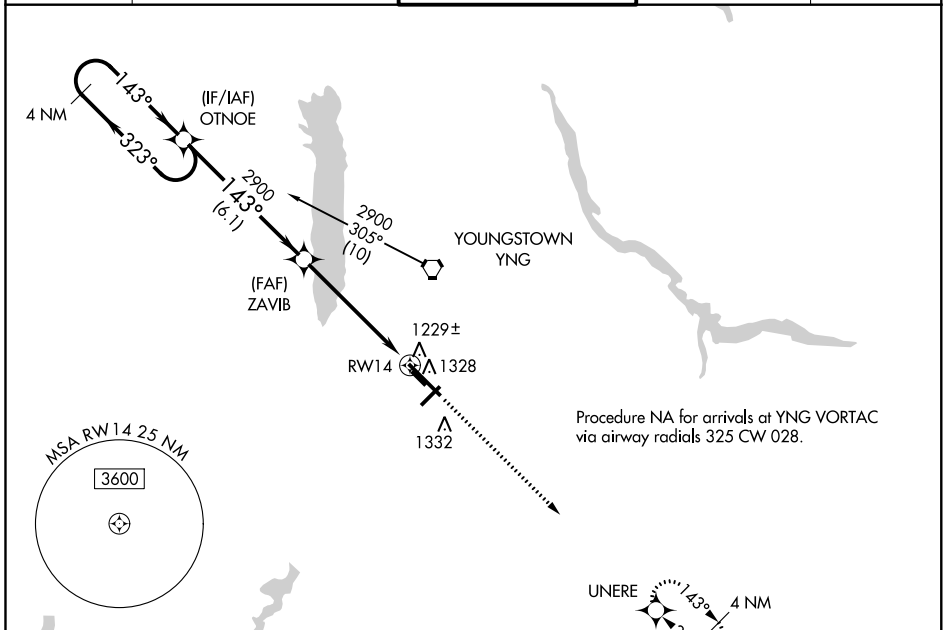 143°
4 NM
323°
(IF/IAF)
OTNOE
2900
143°
(6.1)
2900
305°
(10)
YOUNGSTOWN
YNG
(FAF)
ZAVIB
1229±
RW14
1328
1332
Procedure NA for arrivals at YNG VORTAC
via airway radials 325 CW 028.
MSA RW14 25 NM
3600
UNERE
143°
4 NM